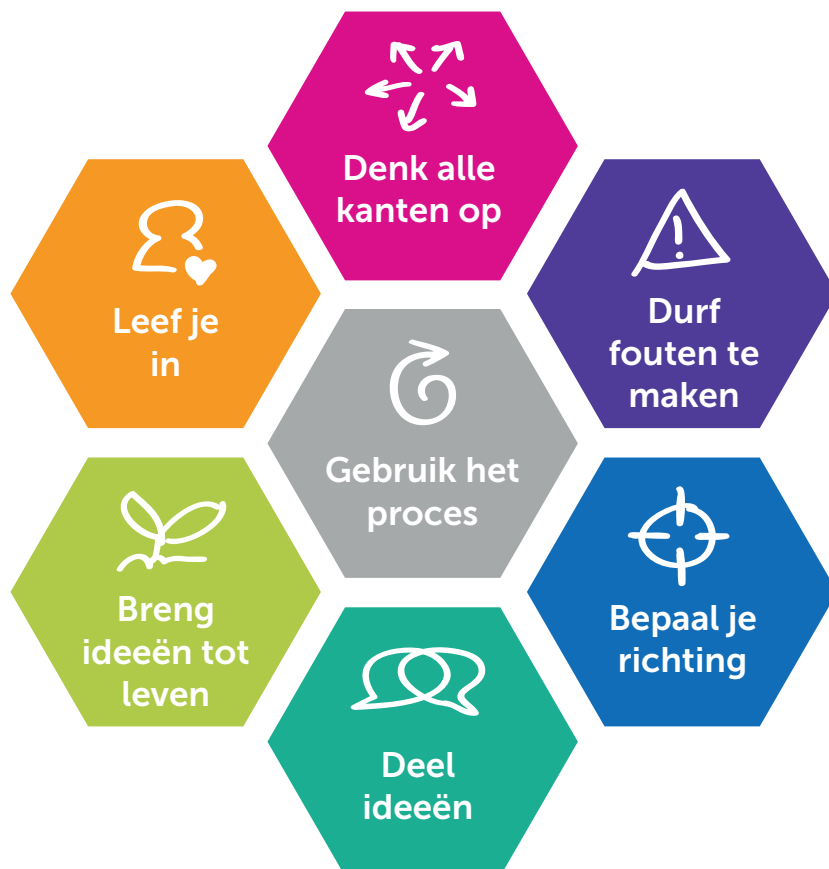 Denk alle
kanten op
Leef je
in
Durf
fouten te
maken
Gebruik het
proces
Breng
ideeën tot
leven
Bepaal je
richting
Deel
ideeën